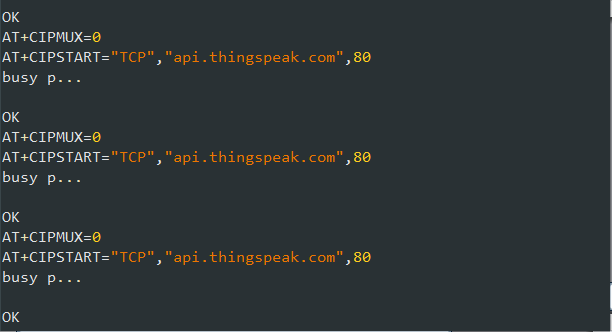 OK
AT+CIPMUX=0
AT+CIPSTART="TCP","api.thingspeak.com",80
busy p...
OK
AT+CIPMUX=0
AT+CIPSTART="TCP","api.thingspeak.com",80
busy p...
OK
AT+CIPMUX=0
AT+CIPSTART="TCP","api.thingspeak.com",80
busy p...
OK